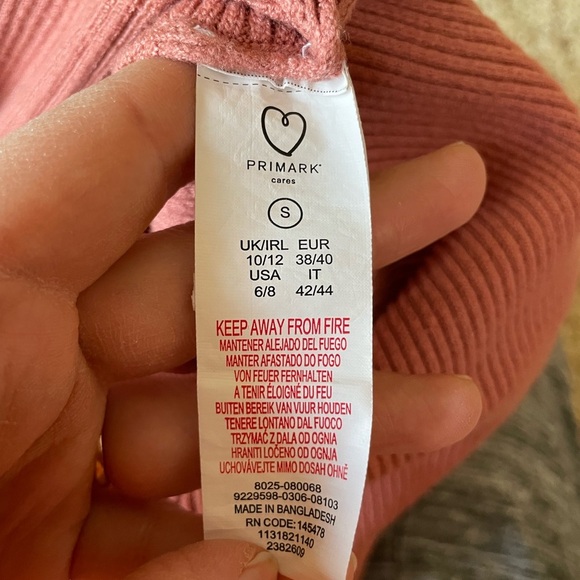 PRIMARK™
cares
S
UK/IRL EUR
10/12 38/40
USA IT
6/8 42/44
KEEP AWAY FROM FIRE
MANTENER ALEJADO DEL FUEGO
MANTER AFASTADO DO FOGO
VON FEUER FERNHALTEN
A TENIR ÉLOIGNÉ DU FEU
BUITEN BEREIK VAN VUUR HOUDEN
TENERE LONTANO DAL FUOCO
TRZYMAĆ Z DALA OD OGNIA
HRANITI LOČENO OD OGNJA
UCHOVÁVEJTE MIMO DOSAH OHNĚ
8025-080068
9229598-0306-08103
MADE IN BANGLADESH
RN CODE: 145478
1131821140
2382609